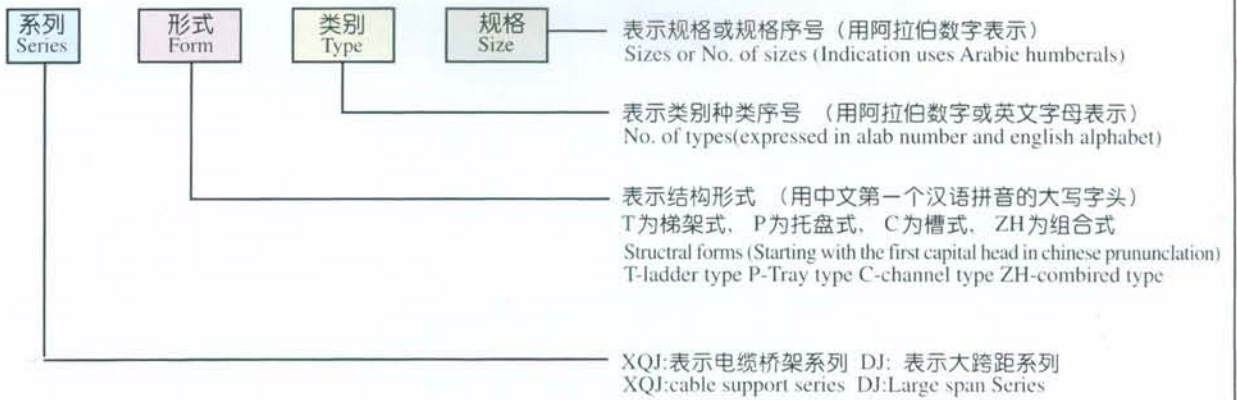 系列
Series
形式
Form
类别
Type
规格
Size
表示规格或规格序号（用阿拉伯数字表示）
Sizes or No. of sizes (Indication uses Arabic humberals)
表示类别种类序号 （用阿拉伯数字或英文字母表示）
No. of types(expressed in alab number and english alphabet)
表示结构形式 （用中文第一个汉语拼音的大写字头）
T为梯架式、P为托盘式、C为槽式、ZH为组合式
Structral forms (Starting with the first capital head in chinese prununclation)
T-ladder type P-Tray type C-channel type ZH-combired type
XQJ:表示电缆桥架系列 DJ: 表示大跨距系列
XQJ:cable support series DJ:Large span Series